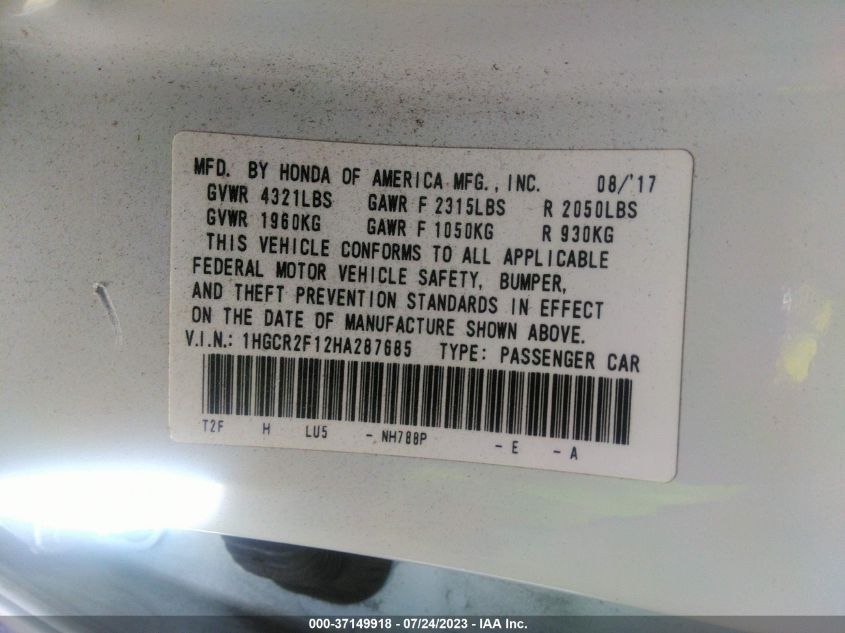 MFD. BY HONDA OF AMERICA MFG., INC. 08/'17
GVWR 4321LBS GAWR F 2315LBS R 2050LBS
GVWR 1960KG GAWR F 1050KG R 930KG
THIS VEHICLE CONFORMS TO ALL APPLICABLE
FEDERAL MOTOR VEHICLE SAFETY, BUMPER,
AND THEFT PREVENTION STANDARDS IN EFFECT
ON THE DATE OF MANUFACTURE SHOWN ABOVE.
V.I.N.: 1HGCR2F12HA287685 TYPE: PASSENGER CAR
T2F H LU5 - NH788P - E - A
000-37149918 / 07/24/2023 - IAA Inc.